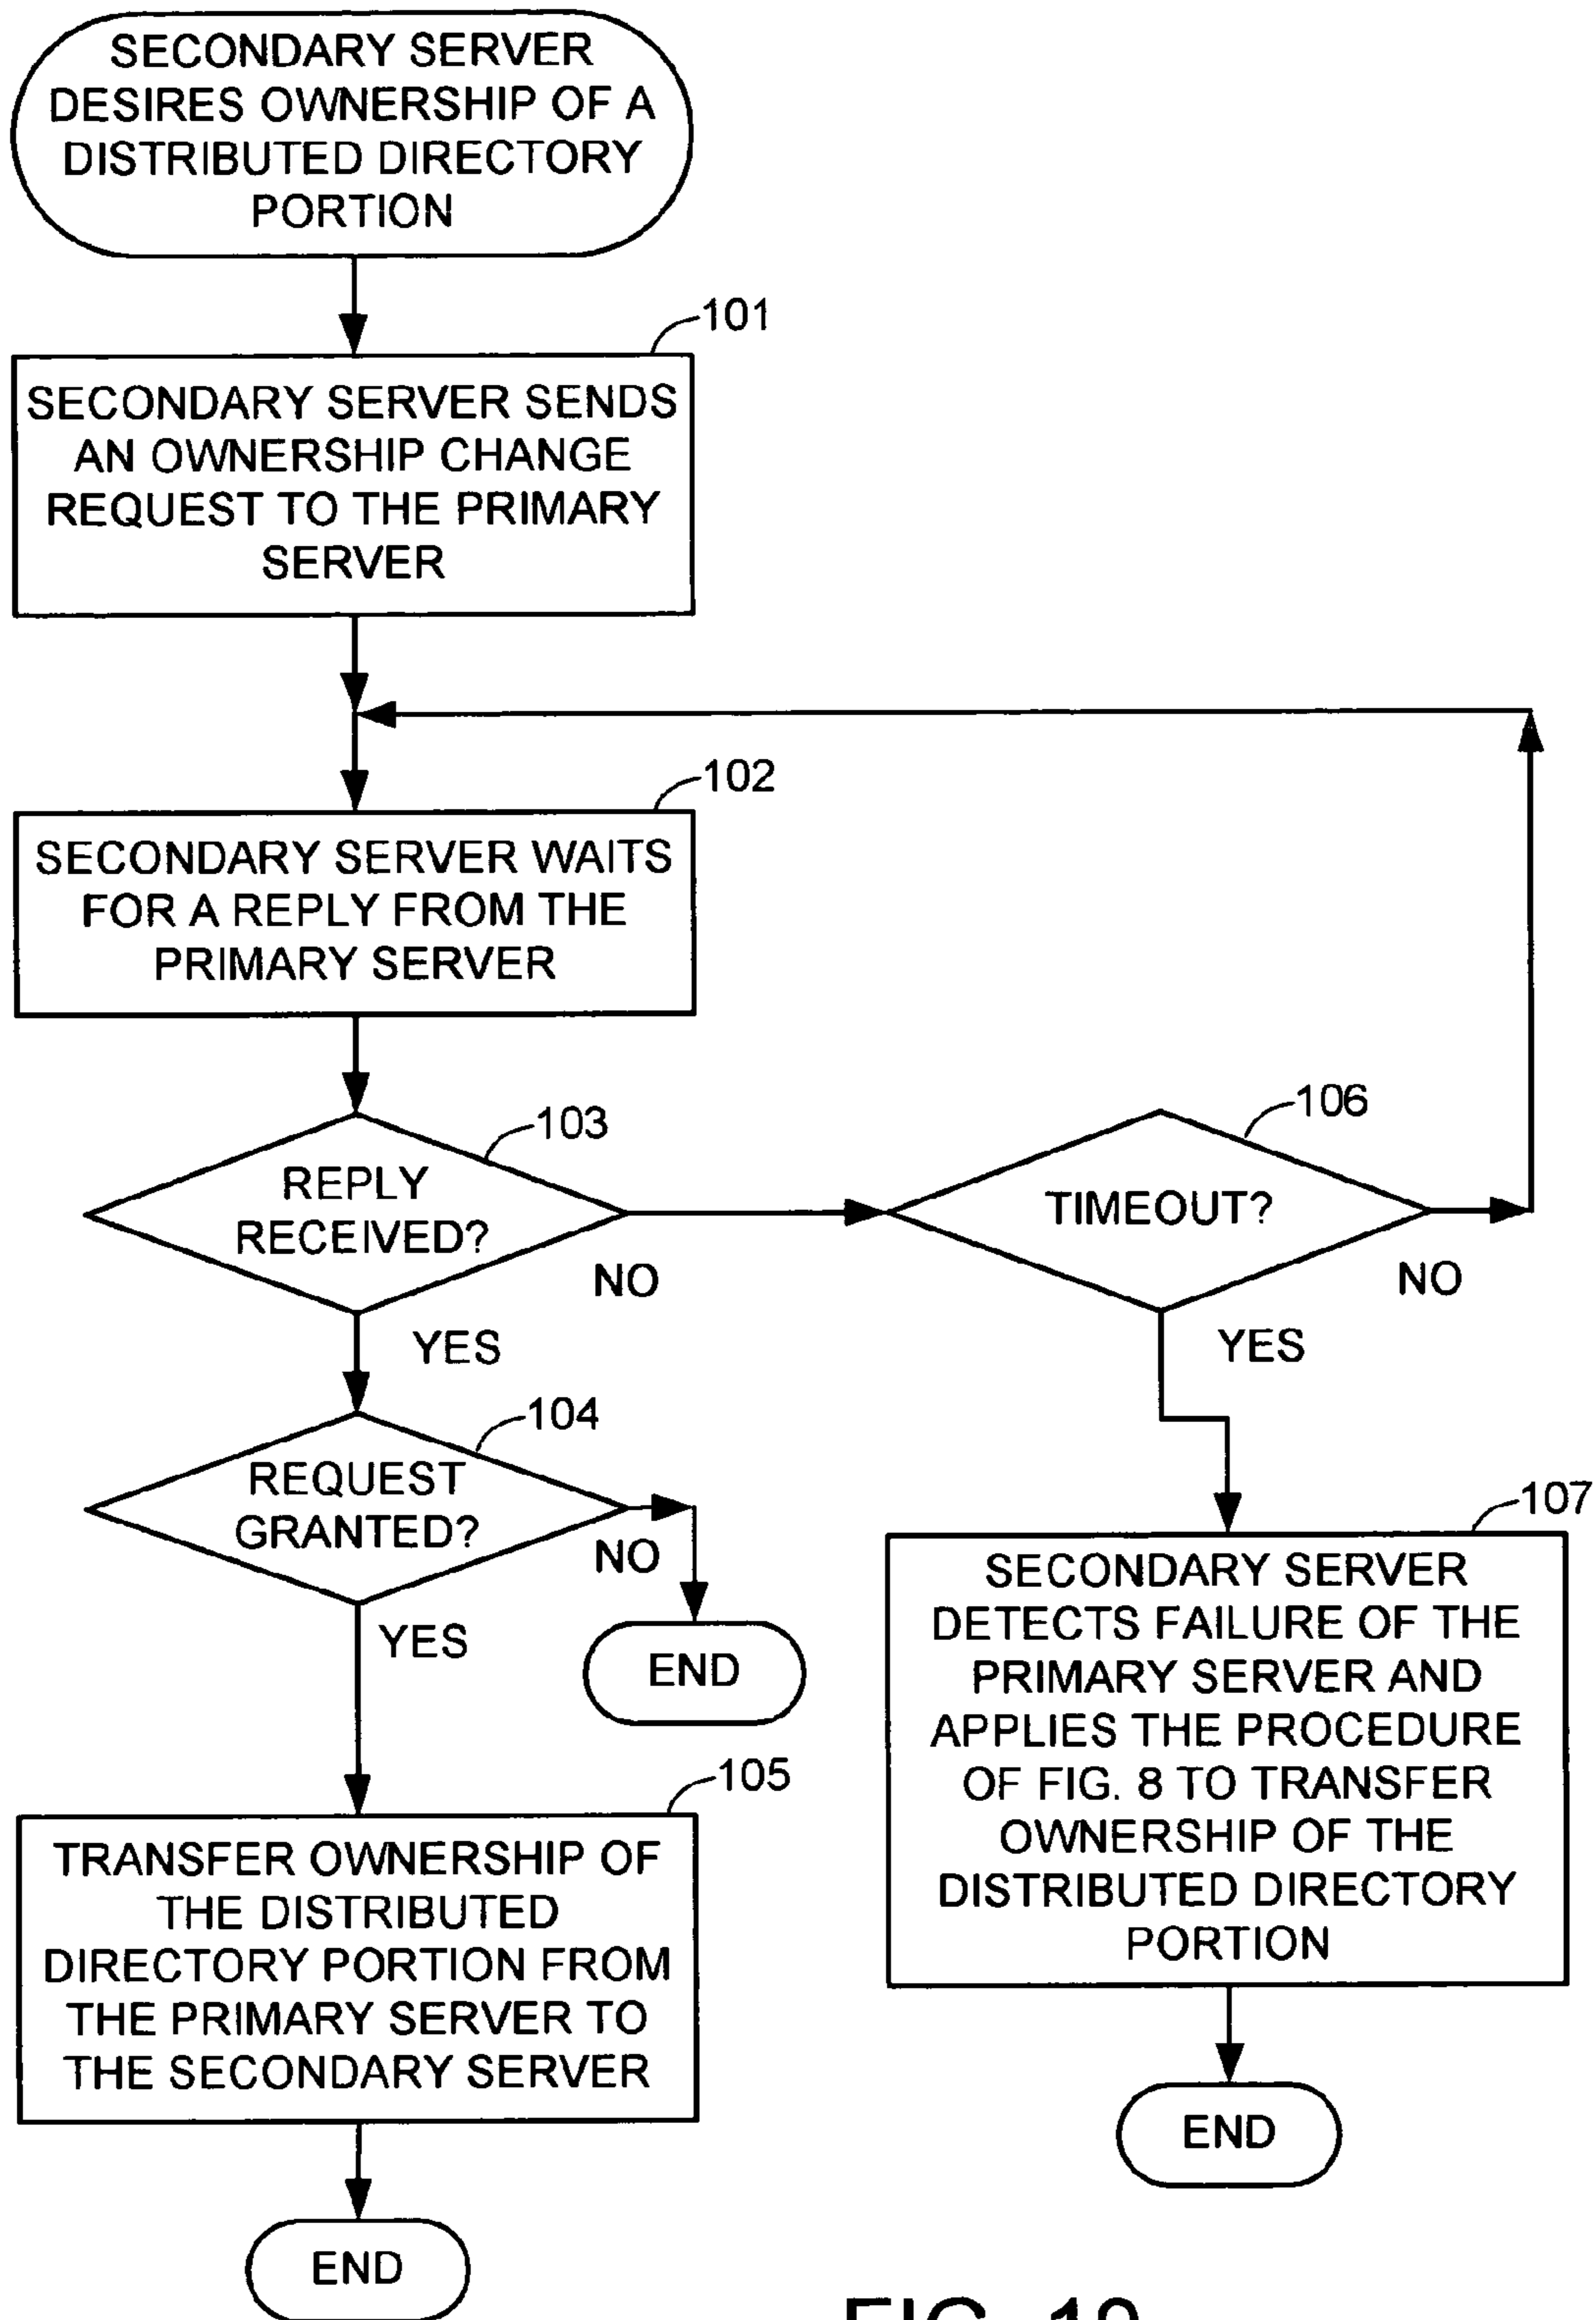 SECONDARY SERVER
DESIRES OWNERSHIP OF A
DISTRIBUTED DIRECTORY
PORTION
101
SECONDARY SERVER SENDS
AN OWNERSHIP CHANGE
REQUEST TO THE PRIMARY
SERVER
102
SECONDARY SERVER WAITS
FOR A REPLY FROM THE
PRIMARY SERVER
103
REPLY
RECEIVED?
NO
YES
106
TIMEOUT?
NO
YES
104
REQUEST
GRANTED?
NO
YES
END
105
TRANSFER OWNERSHIP OF
THE DISTRIBUTED
DIRECTORY PORTION FROM
THE PRIMARY SERVER TO
THE SECONDARY SERVER
END
107
SECONDARY SERVER
DETECTS FAILURE OF THE
PRIMARY SERVER AND
APPLIES THE PROCEDURE
OF FIG. 8 TO TRANSFER
OWNERSHIP OF THE
DISTRIBUTED DIRECTORY
PORTION
END
FIG.